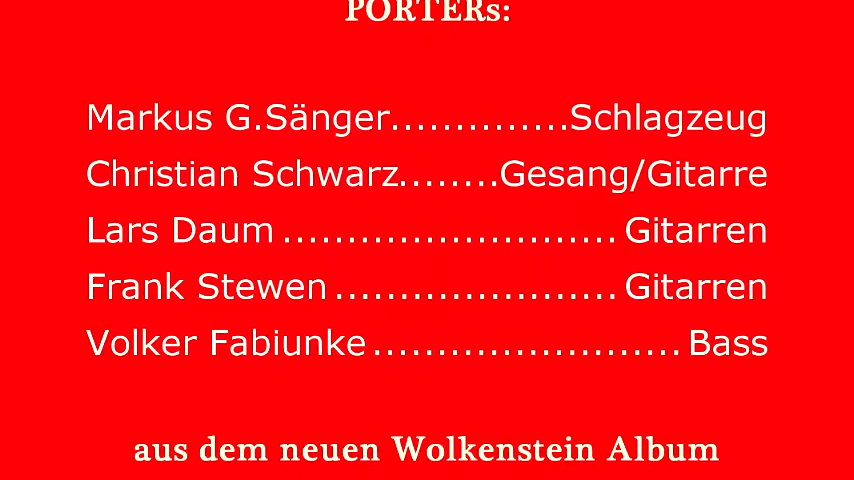 PORTERs:
Markus G.Sänger..............Schlagzeug
Christian Schwarz........Gesang/Gitarre
Lars Daum .......................... Gitarren
Frank Stewen ...................... Gitarren
Volker Fabiunke ........................ Bass
aus dem neuen Wolkenstein Album